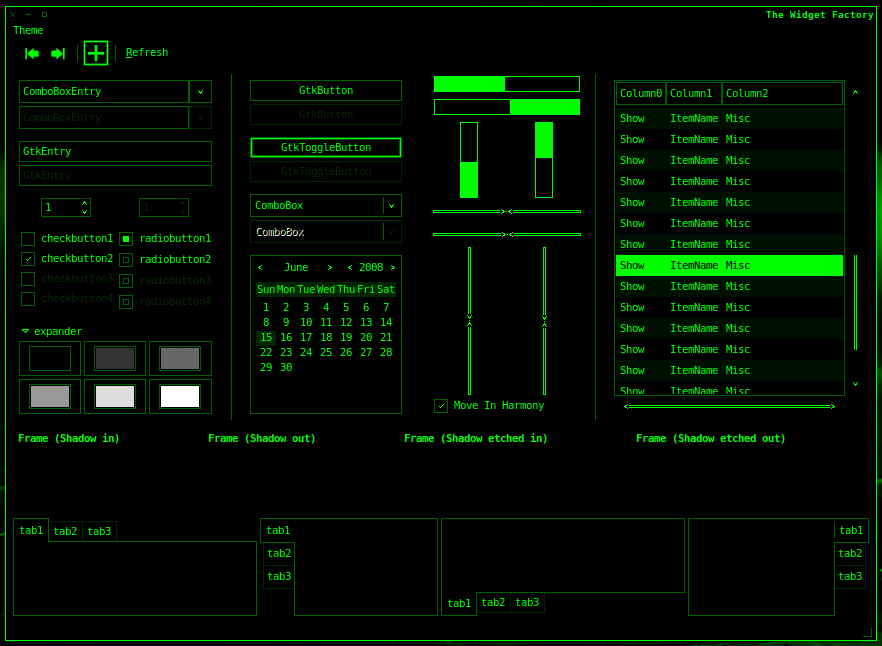 The Widget Factory
Theme
Refresh
ComboBoxEntry
ComboBoxEntry
GtkEntry
GtkEntry
1
1
checkbutton1 radiobutton1
checkbutton2 radiobutton2
checkbutton3 radiobutton3
checkbutton4 radiobutton4
expander
GtkButton
GtkButton
GtkToggleButton
GtkToggleButton
ComboBox
ComboBox
June 2008
Sun Mon Tue Wed Thu Fri Sat
1 2 3 4 5 6 7
8 9 10 11 12 13 14
15 16 17 18 19 20 21
22 23 24 25 26 27 28
29 30
Move In Harmony
Column0 Column1 Column2
Show ItemName Misc
Show ItemName Misc
Show ItemName Misc
Show ItemName Misc
Show ItemName Misc
Show ItemName Misc
Show ItemName Misc
Show ItemName Misc
Show ItemName Misc
Show ItemName Misc
Show ItemName Misc
Show ItemName Misc
Show ItemName Misc
Show ItemName Misc
Frame (Shadow in)
Frame (Shadow out)
Frame (Shadow etched in)
Frame (Shadow etched out)
tab1 tab2 tab3
tab1
tab2
tab3
tab1 tab2 tab3
tab1
tab2
tab3